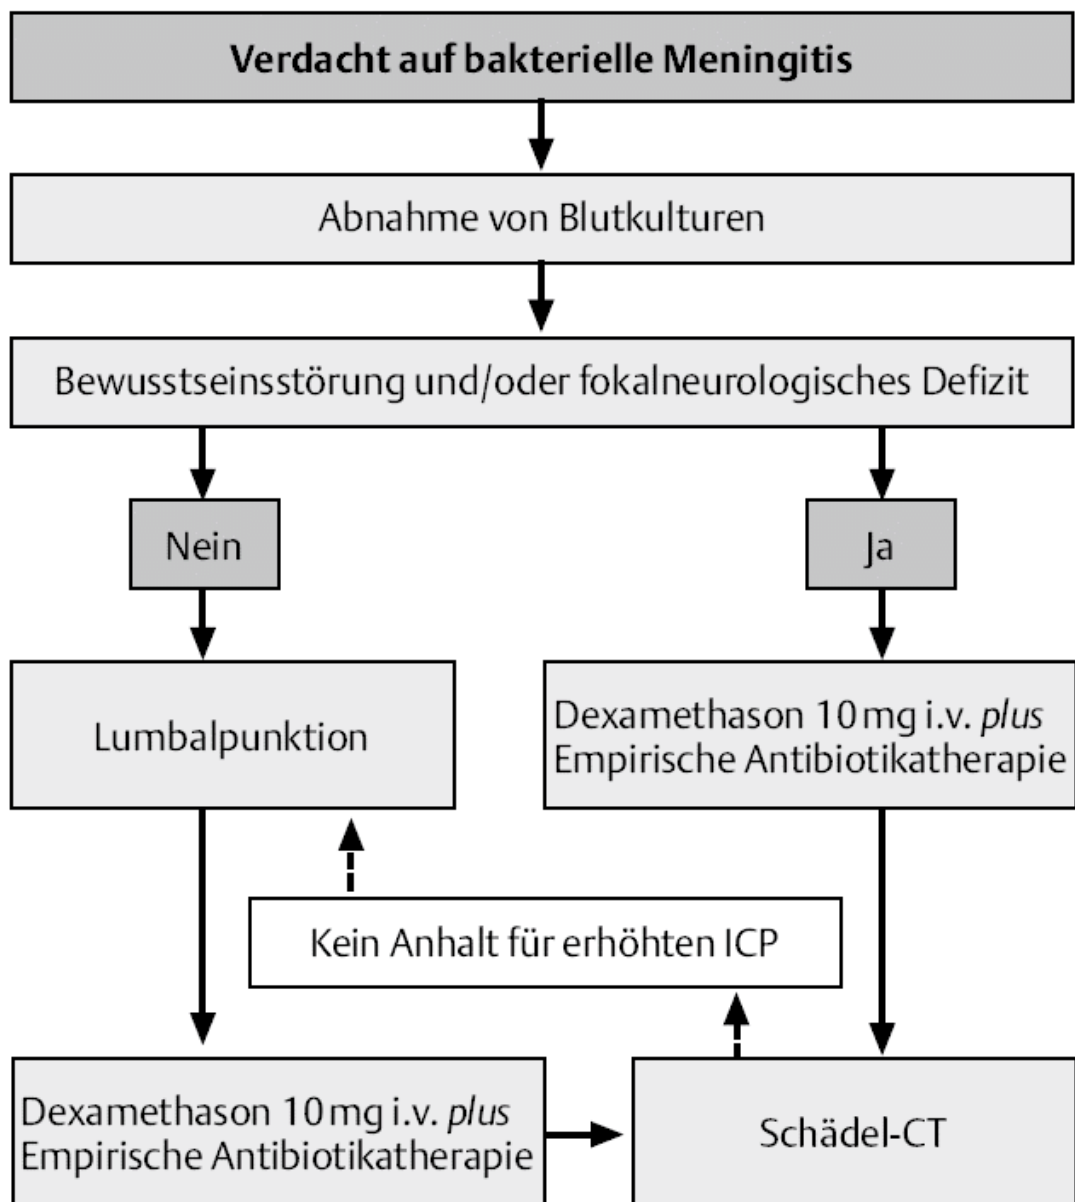 Verdacht auf bakterielle Meningitis
Abnahme von Blutkulturen
Bewusstseinsstörung und/oder fokalneurologisches Defizit
Nein
Ja
Lumbalpunktion
Dexamethason 10 mg i.v. plus
Empirische Antibiotikatherapie
Kein Anhalt für erhöhten ICP
Dexamethason 10 mg i.v. plus
Empirische Antibiotikatherapie
Schädel-CT